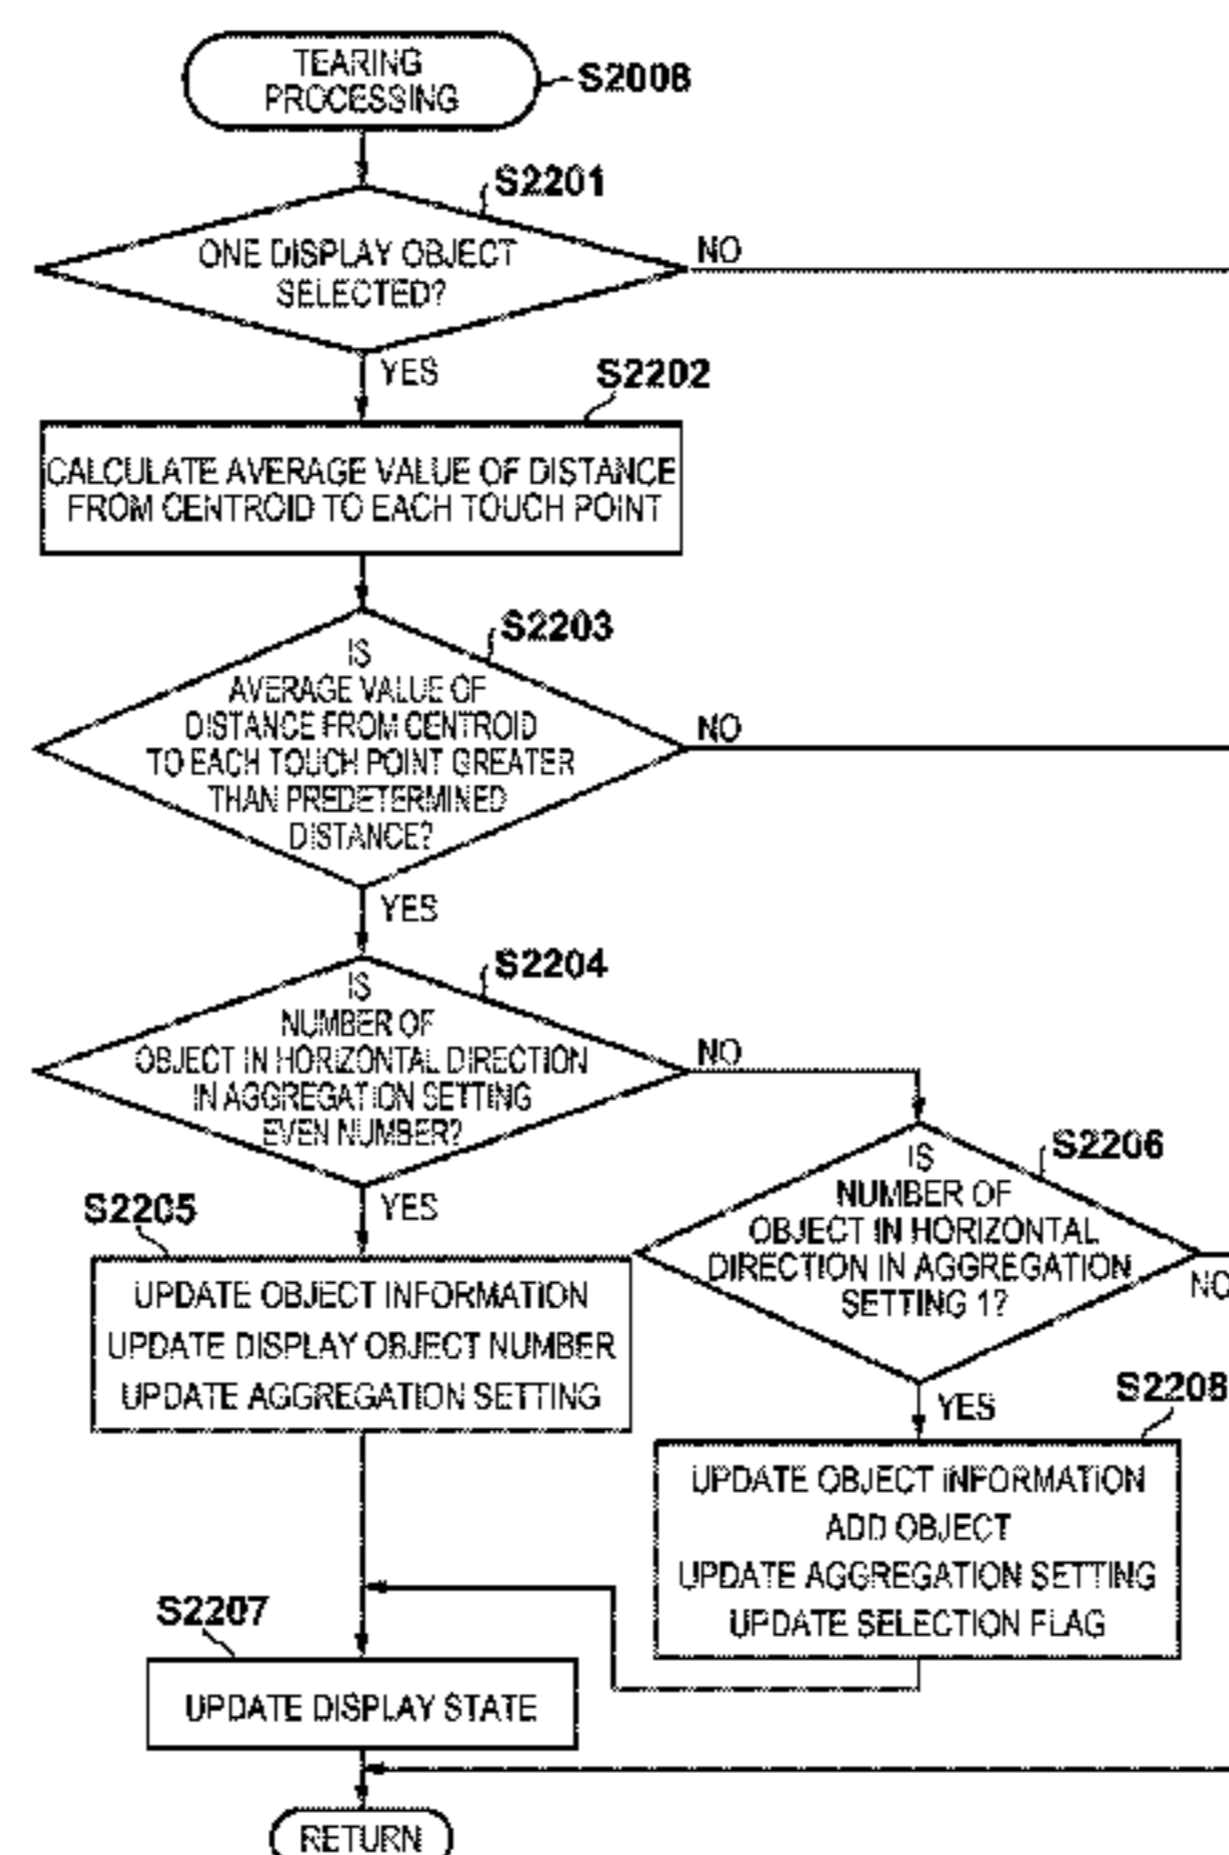 TEARING
PROCESSING
S2008
S2201
ONE DISPLAY OBJECT
SELECTED?
NO
YES
S2202
CALCULATE AVERAGE VALUE OF DISTANCE
FROM CENTROID TO EACH TOUCH POINT
S2203
IS
AVERAGE VALUE OF
DISTANCE FROM CENTROID
TO EACH TOUCH POINT GREATER
THAN PREDETERMINED
DISTANCE?
NO
YES
S2204
IS
NUMBER OF
OBJECT IN HORIZONTAL DIRECTION
IN AGGREGATION SETTING
EVEN NUMBER?
NO
YES
S2206
IS
NUMBER OF
OBJECT IN HORIZONTAL
DIRECTION IN AGGREGATION
SETTING 1?
NO
YES
S2205
UPDATE OBJECT INFORMATION
UPDATE DISPLAY OBJECT NUMBER
UPDATE AGGREGATION SETTING
S2208
UPDATE OBJECT INFORMATION
ADD OBJECT
UPDATE AGGREGATION SETTING
UPDATE SELECTION FLAG
S2207
UPDATE DISPLAY STATE
RETURN